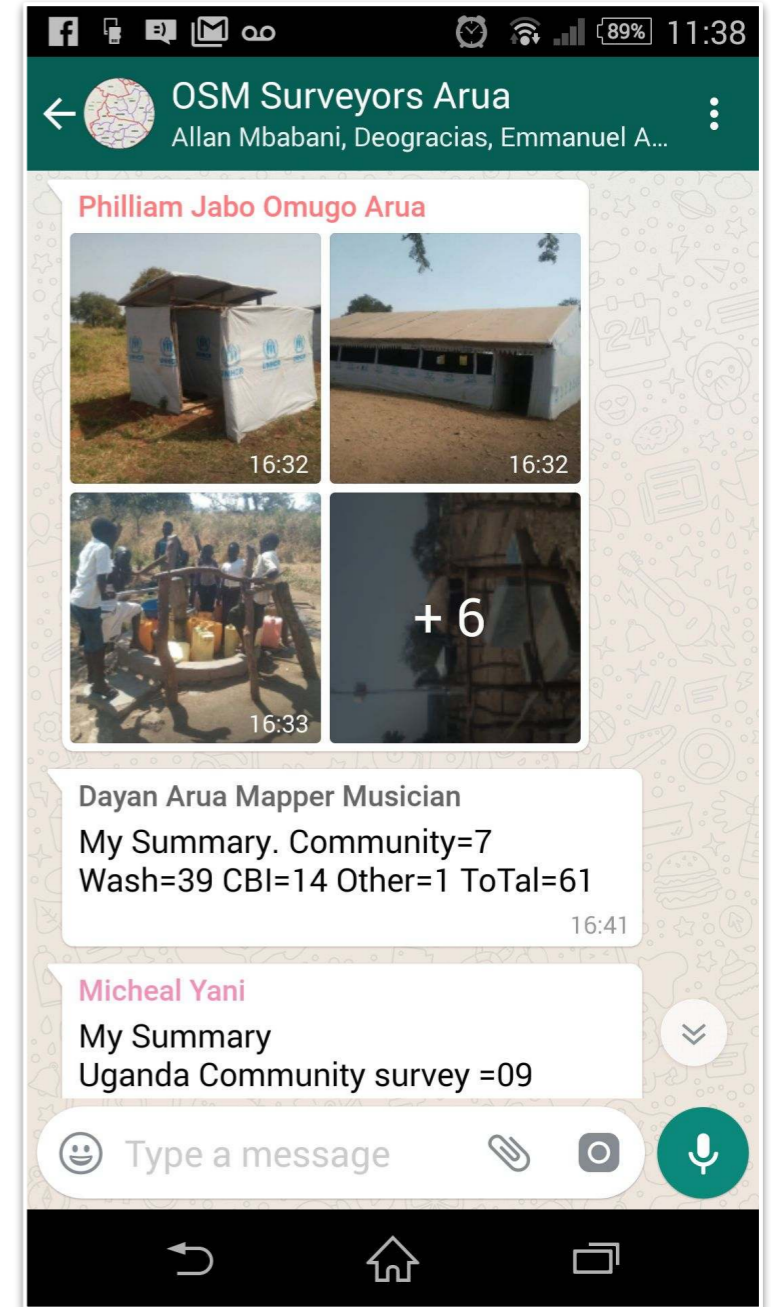 89% 11:38
OSM Surveyors Arua
Allan Mbabani, Deogracias, Emmanuel A...
Philliam Jabo Omugo Arua
UNHCR
UNHCR
16:32
16:32
16:33
+ 6
Dayan Arua Mapper Musician
My Summary. Community=7
Wash=39 CBI=14 Other=1 ToTal=61
16:41
Micheal Yani
My Summary
Uganda Community survey =09
Type a message